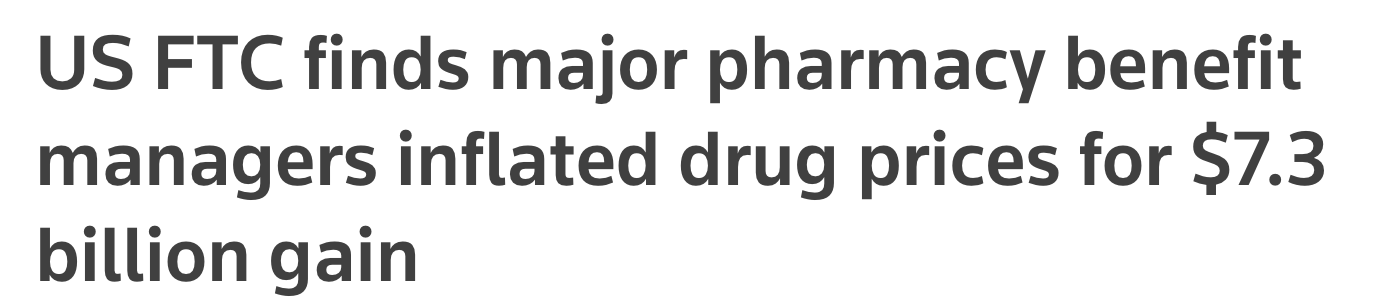 US FTC finds major pharmacy benefit
managers inflated drug prices for $7.3
billion gain